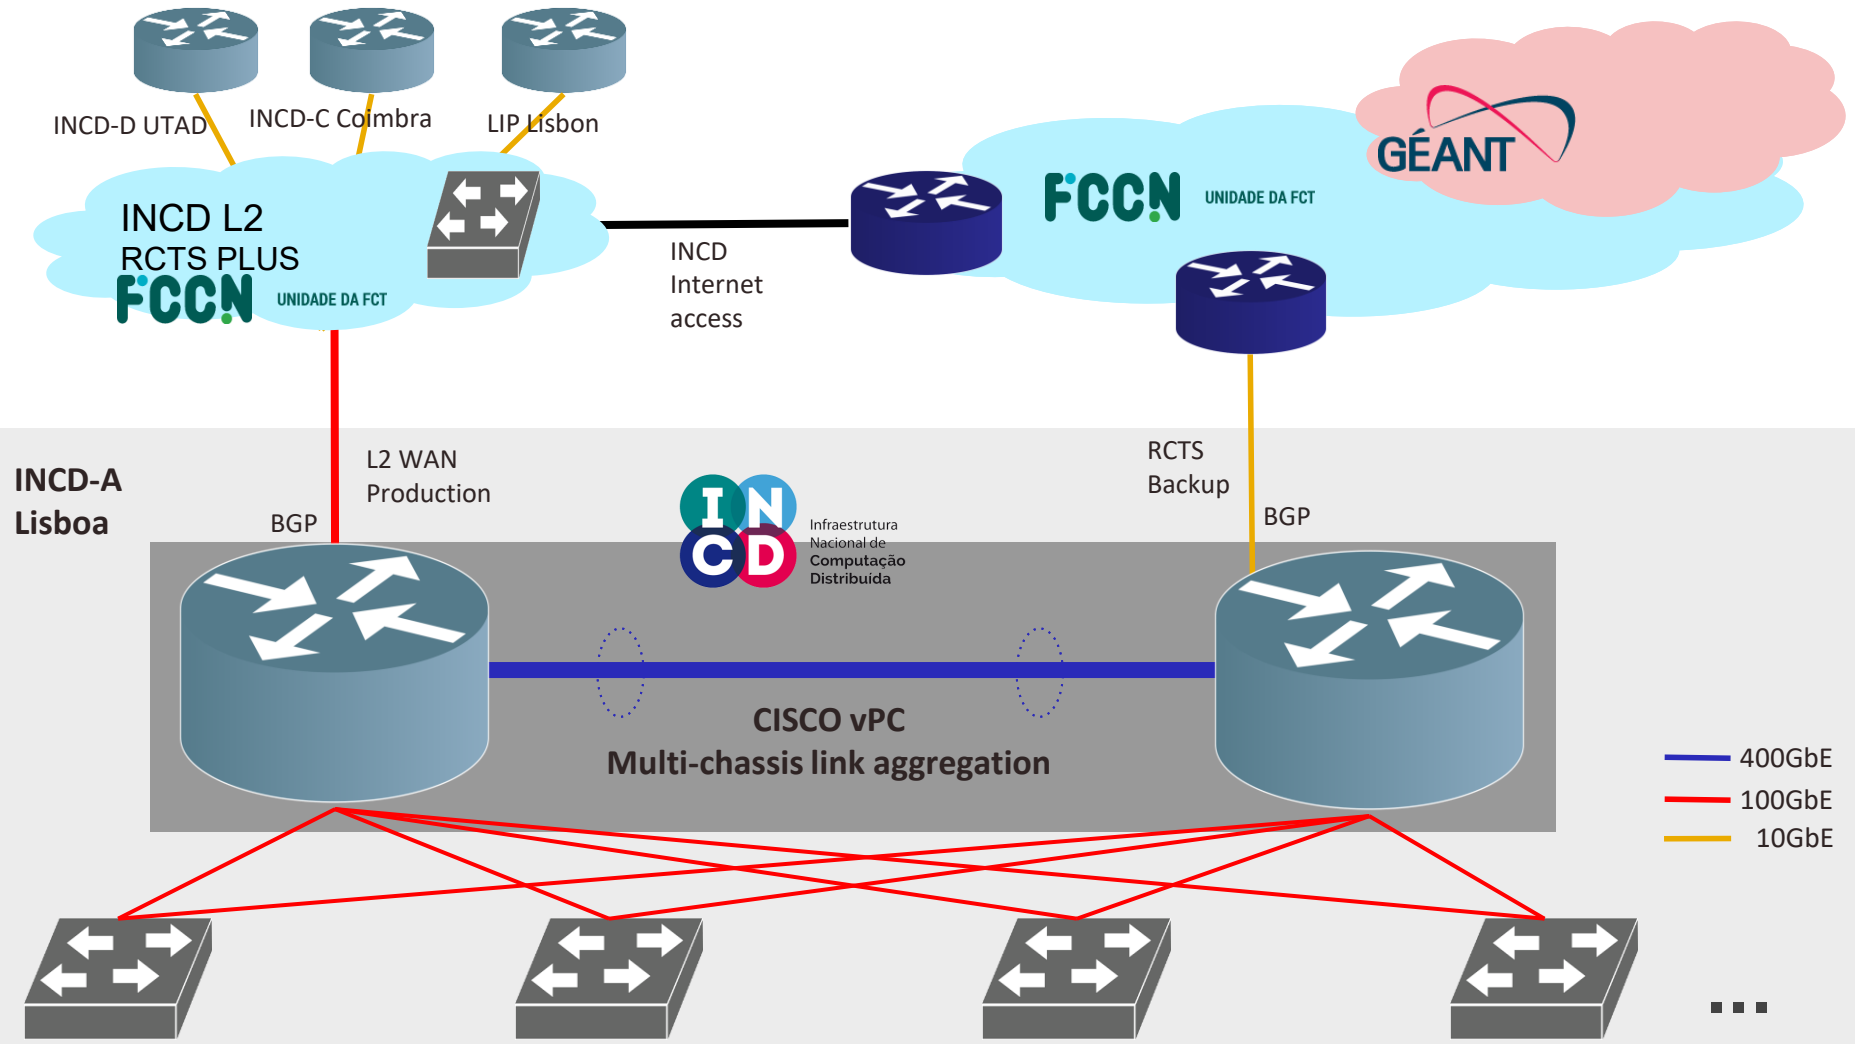 INCD-D UTAD
INCD-C Coimbra
LIP Lisbon
INCD L2
RCTS PLUS
FCCN
UNIDADE DA FCT
INCD
Internet
access
FCCN
UNIDADE DA FCT
GÉANT
INCD-A
Lisboa
L2 WAN
Production
BGP
INCD
Infraestrutura
Nacional de
Computação
Distribuída
RCTS
Backup
BGP
CISCO vPC
Multi-chassis link aggregation
400GbE
100GbE
10GbE
...